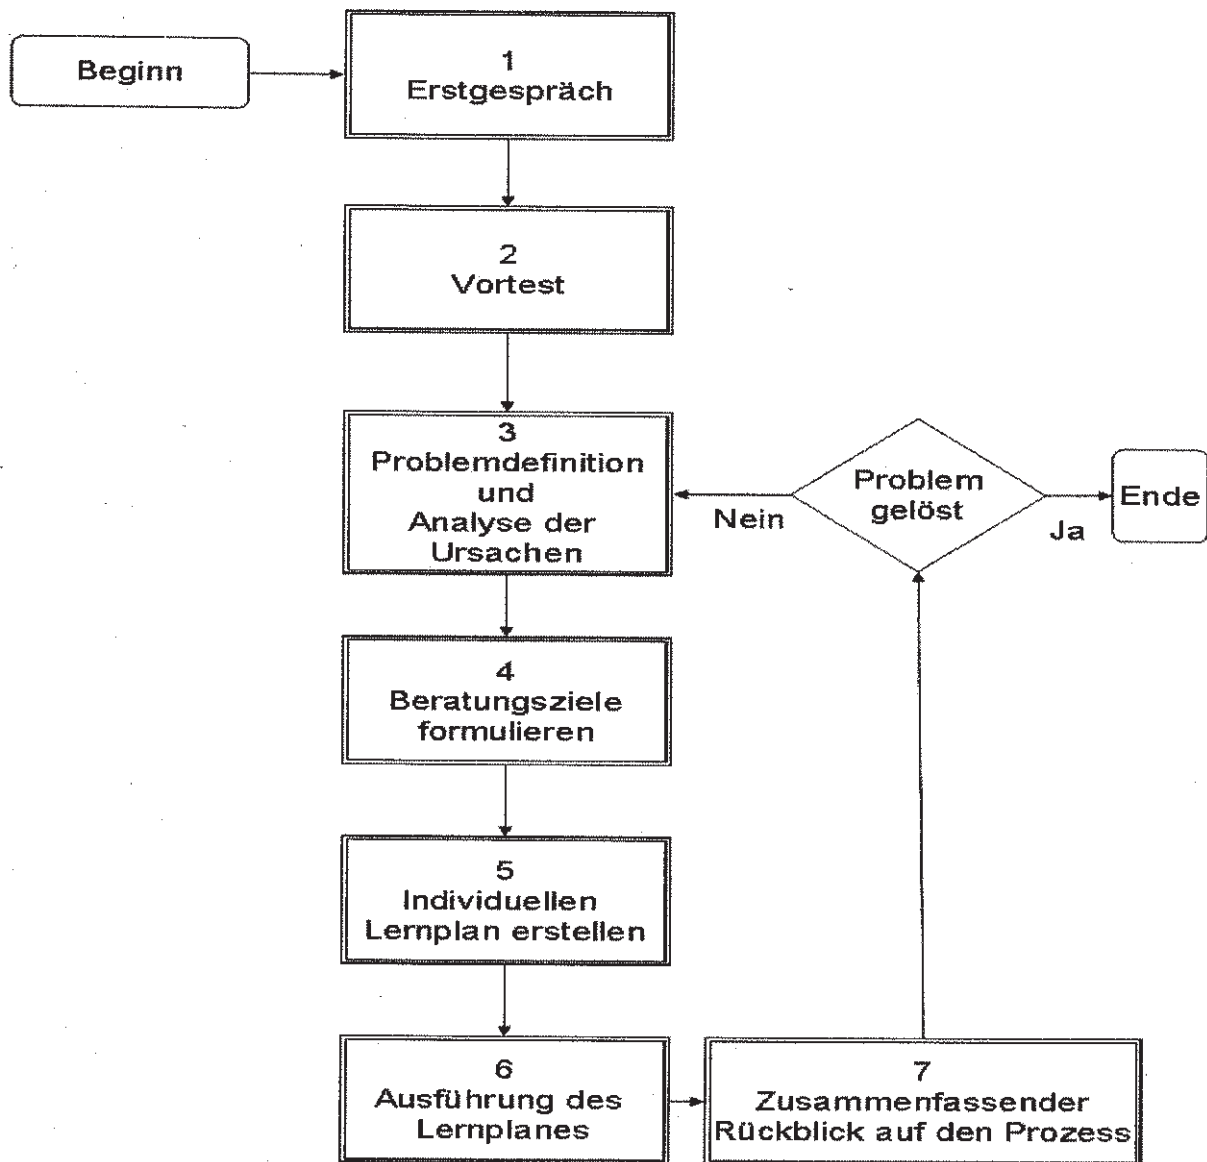 Beginn
1
Erstgespräch
2
Vortest
3
Problemdefinition
und
Analyse der
Ursachen
Nein
Problem
gelöst
Ja
Ende
4
Beratungsziele
formulieren
5
Individuellen
Lernplan erstellen
6
Ausführung des
Lernplanes
7
Zusammenfassender
Rückblick auf den Prozess